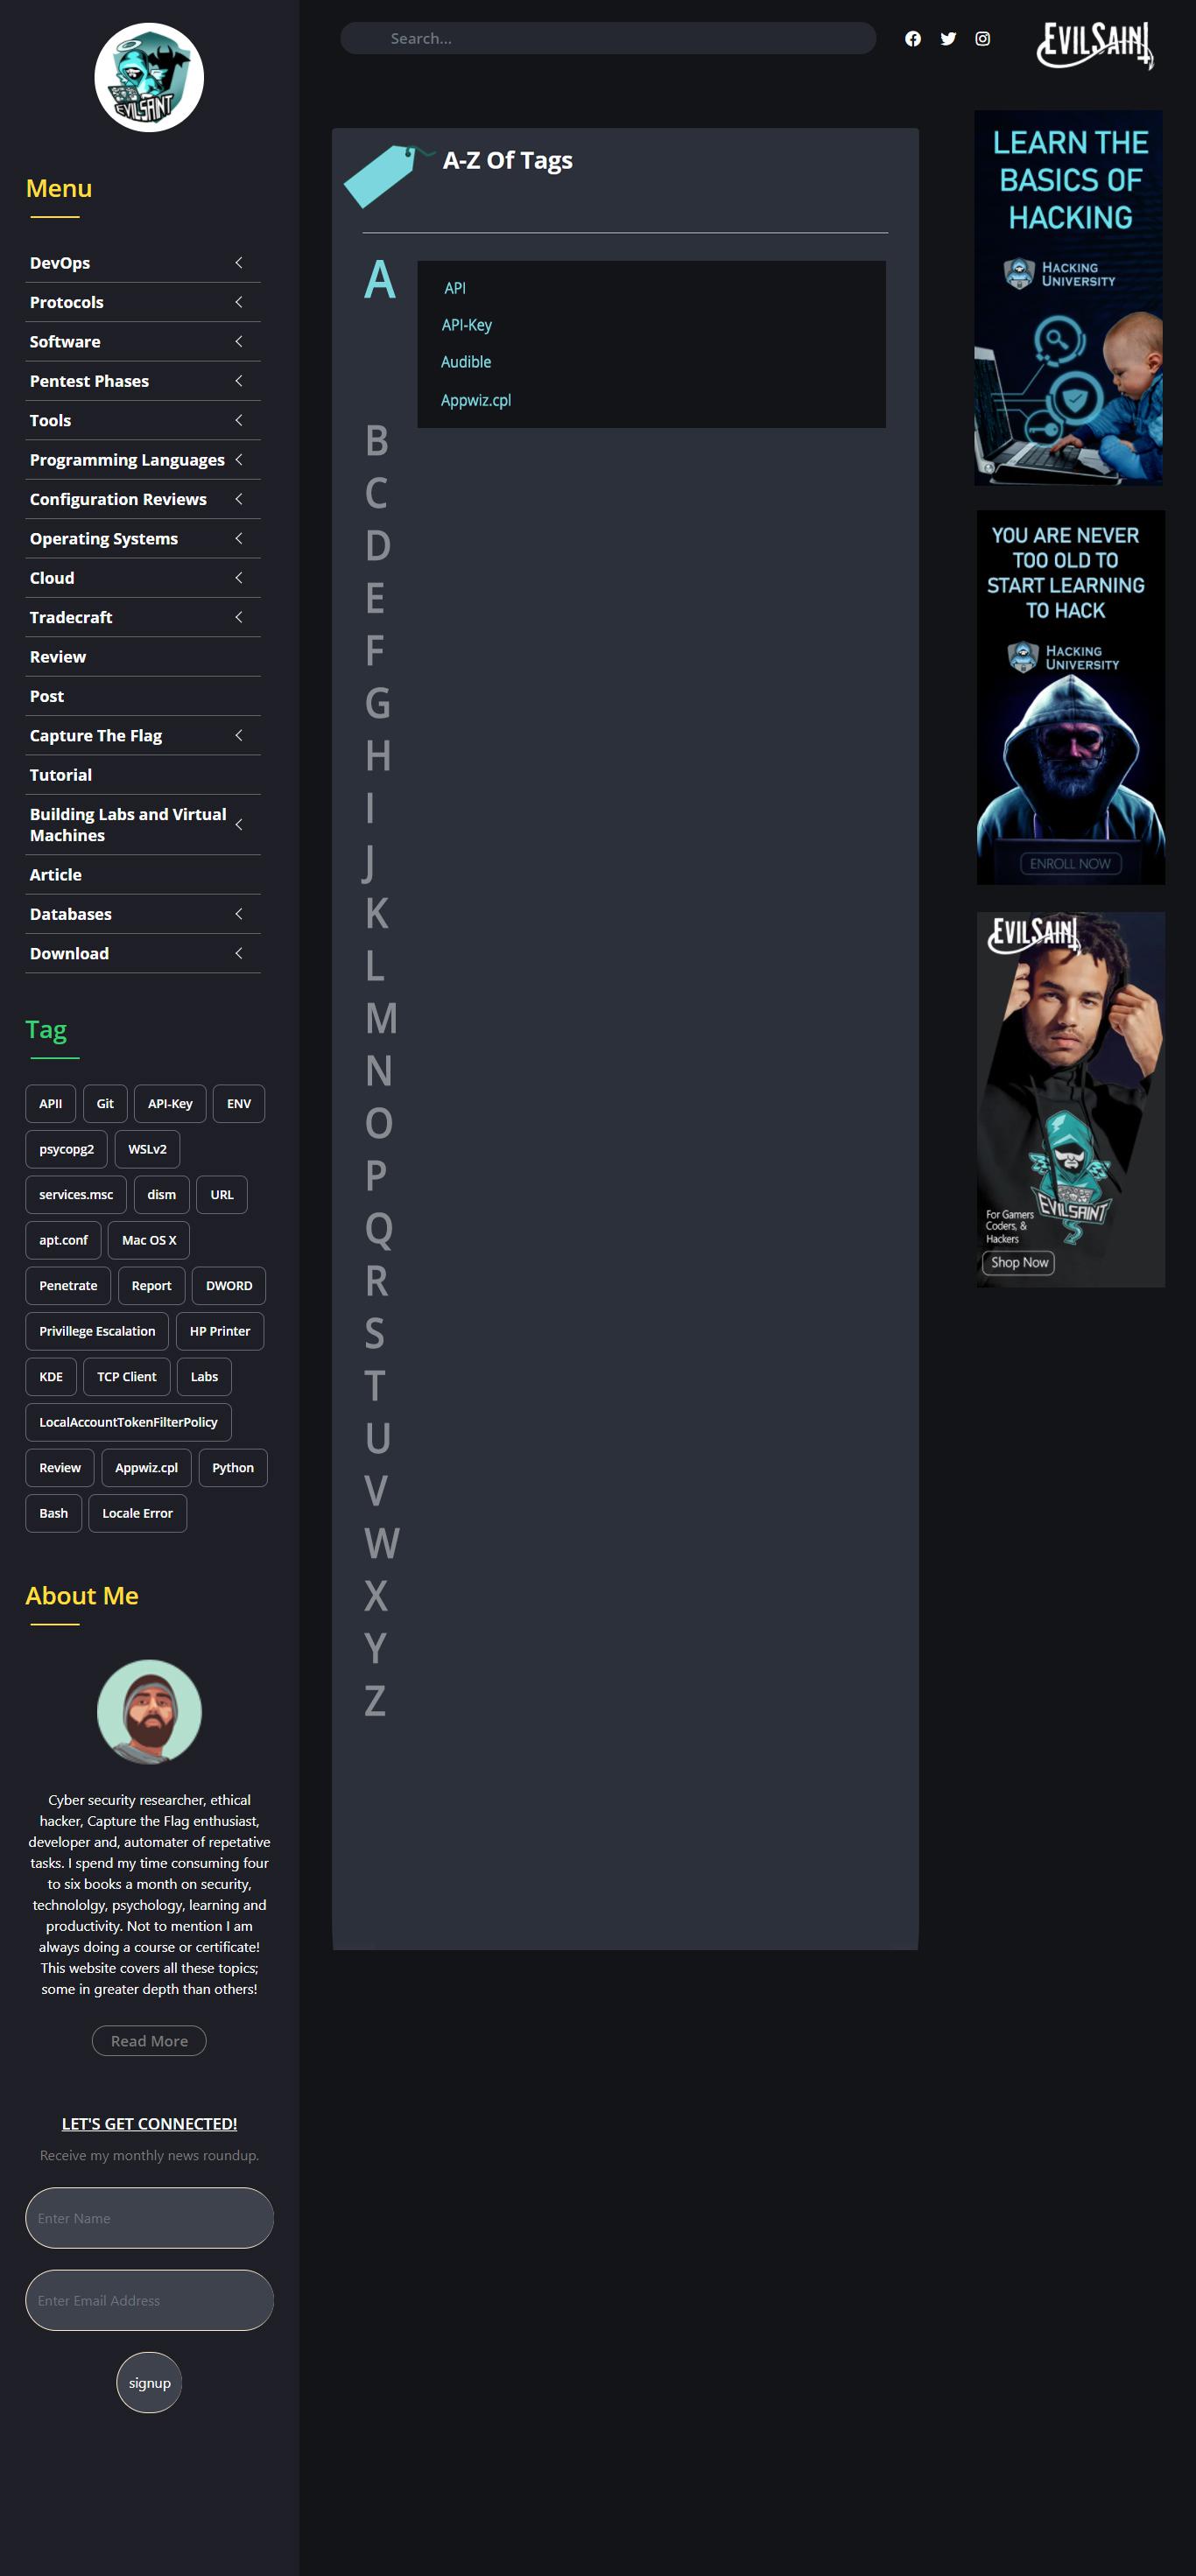 EVILSAINT
Menu
DevOps
Protocols
Software
Pentest Phases
Tools
Programming Languages
Configuration Reviews
Operating Systems
Cloud
Tradecraft
Review
Post
Capture The Flag
Tutorial
Building Labs and Virtual
Machines
Article
Databases
Download
Tag
APII Git API-Key ENV
psycopg2 WSLv2
services.msc dism URL
apt.conf Mac OS X
Penetrate Report DWORD
Privillege Escalation HP Printer
KDE TCP Client Labs
LocalAccountTokenFilterPolicy
Review Appwiz.cpl Python
Bash Locale Error
About Me
Cyber security researcher, ethical
hacker, Capture the Flag enthusiast,
developer and, automater of repetative
tasks. I spend my time consuming four
to six books a month on security,
technololgy, psychology, learning and
productivity. Not to mention I am
always doing a course or certificate!
This website covers all these topics;
some in greater depth than others!
Read More
LET'S GET CONNECTED!
Receive my monthly news roundup.
Enter Name
Enter Email Address
signup
Search...
EVILSAINT
A-Z Of Tags
A
API
API-Key
Audible
Appwiz.cpl
B
C
D
E
F
G
H
I
J
K
L
M
N
O
P
Q
R
S
T
U
V
W
X
Y
Z
LEARN THE
BASICS OF
HACKING
HACKING
UNIVERSITY
YOU ARE NEVER
TOO OLD TO
START LEARNING
TO HACK
HACKING
UNIVERSITY
ENROLL NOW
EVILSAINT
EVILSAINT
For Gamers
Coders, &
Hackers
Shop Now